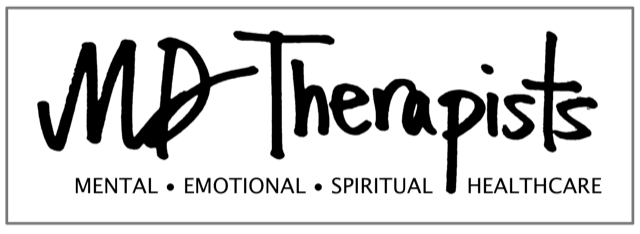 MD Therapists
MENTAL • EMOTIONAL • SPIRITUAL HEALTHCARE